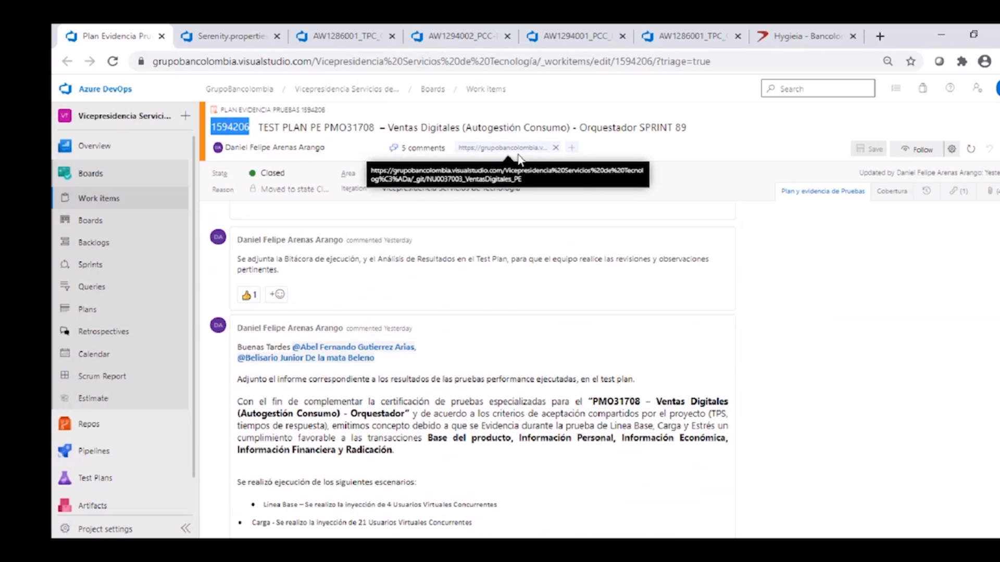 Plan Evidencia Pru
Serenity.propertie
AW1286001_TPC_
AW1294002_PCC-
AW1294001_PCC_
AW1286001_TPC_
Hygieia - Bancolor
grupobancolombia.visualstudio.com/Vicepresidencia%20Servicios%20de%20Tecnología/_workitems/edit/1594206/?triage=true
Azure DevOps
GrupoBancolombia / Vicepresidencia Servicios de... / Boards / Work items
Search
VT Vicepresidencia Servici...
PLAN EVIDENCIA PRUEBAS 1594206
1594206 TEST PLAN PE PMO31708 – Ventas Digitales (Autogestión Consumo) - Orquestador SPRINT 89
DA Daniel Felipe Arenas Arango
5 comments
https://grupobancolombia.v...
Save
Follow
https://grupobancolombia.visualstudio.com/Vicepresidencia%20Servicios%20de%20Tecnol
og%C3%ADa/_git/NU0037003_VentasDigitales_PE
State Closed
Area
Updated by Daniel Felipe Arenas Arango: Yeste
Reason Moved to state Cl...
Iteration Vicepresidencia Servicios de Tecnología
Plan y evidencia de Pruebas
Cobertura
(1)
Overview
Boards
Work items
Boards
Backlogs
Sprints
Queries
Plans
Retrospectives
Calendar
Scrum Report
Estimate
Repos
Pipelines
Test Plans
Artifacts
Project settings
DA
Daniel Felipe Arenas Arango commented Yesterday
Se adjunta la Bitácora de ejecución, y el Análisis de Resultados en el Test Plan, para que el equipo realice las revisiones y observaciones
pertinentes.
1
DA
Daniel Felipe Arenas Arango commented Yesterday
Buenas Tardes @Abel Fernando Gutierrez Arias,
@Belisario Junior De la mata Beleno
Adjunto el informe correspondiente a los resultados de las pruebas performance ejecutadas, en el test plan.
Con el fin de complementar la certificación de pruebas especializadas para el "PMO31708 – Ventas Digitales
(Autogestión Consumo) - Orquestador" y de acuerdo a los criterios de aceptación compartidos por el proyecto (TPS,
tiempos de respuesta), emitimos concepto debido a que se Evidencia durante la prueba de Linea Base, Carga y Estrés un
cumplimiento favorable a las transacciones Base del producto, Información Personal, Información Económica,
Información Financiera y Radicación.
Se realizó ejecución de los siguientes escenarios:
• Línea Base – Se realizo la inyección de 4 Usuarios Virtuales Concurrentes
• Carga - Se realizo la inyección de 21 Usuarios Virtuales Concurrentes